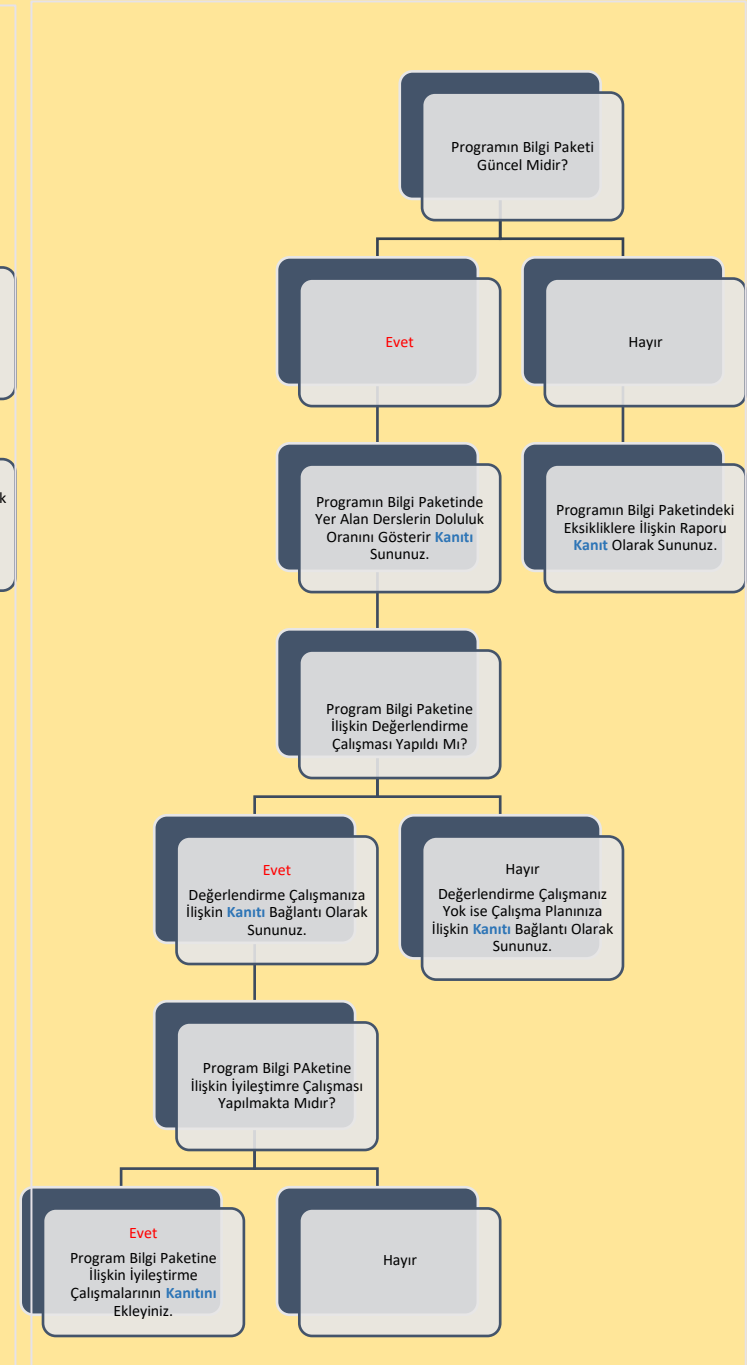 Programın Bilgi Paketi
Güncel Midir?
Evet
Hayır
k
Programın Bilgi Paketinde
Yer Alan Derslerin Doluluk
Oranını Gösterir Kanıtı
Sununuz.
Programın Bilgi Paketindeki
Eksikliklere İlişkin Raporu
Kanıt Olarak Sununuz.
Program Bilgi Paketine
İlişkin Değerlendirme
Çalışması Yapıldı Mı?
Evet
Değerlendirme Çalışmanıza
İlişkin Kanıtı Bağlantı Olarak
Sununuz.
Hayır
Değerlendirme Çalışmanız
Yok ise Çalışma Planınıza
İlişkin Kanıtı Bağlantı Olarak
Sununuz.
Program Bilgi PAketine
İlişkin İyileştimre Çalışması
Yapılmakta Mıdır?
Evet
Program Bilgi Paketine
İlişkin İyileştirme
Çalışmalarının Kanıtını
Ekleyiniz.
Hayır